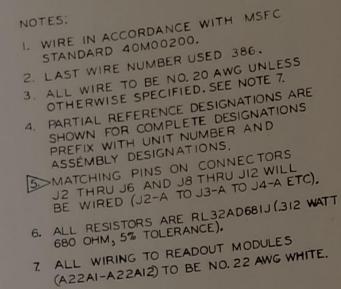 NOTES:
1. WIRE IN ACCORDANCE WITH MSFC
STANDARD 40M00200.
2. LAST WIRE NUMBER USED 386.
3. ALL WIRE TO BE NO. 20 AWG UNLESS
OTHERWISE SPECIFIED. SEE NOTE 7.
4. PARTIAL REFERENCE DESIGNATIONS ARE
SHOWN FOR COMPLETE DESIGNATIONS
PREFIX WITH UNIT NUMBER AND
ASSEMBLY DESIGNATIONS.
5. MATCHING PINS ON CONNECTORS
J2 THRU J6 AND J8 THRU J12 WILL
BE WIRED (J2-A TO J3-A TO J4-A ETC).
6. ALL RESISTORS ARE RL32AD681J (.312 WATT
680 OHM, 5% TOLERANCE).
7. ALL WIRING TO READOUT MODULES
(A22A1-A22A12) TO BE NO. 22 AWG WHITE.